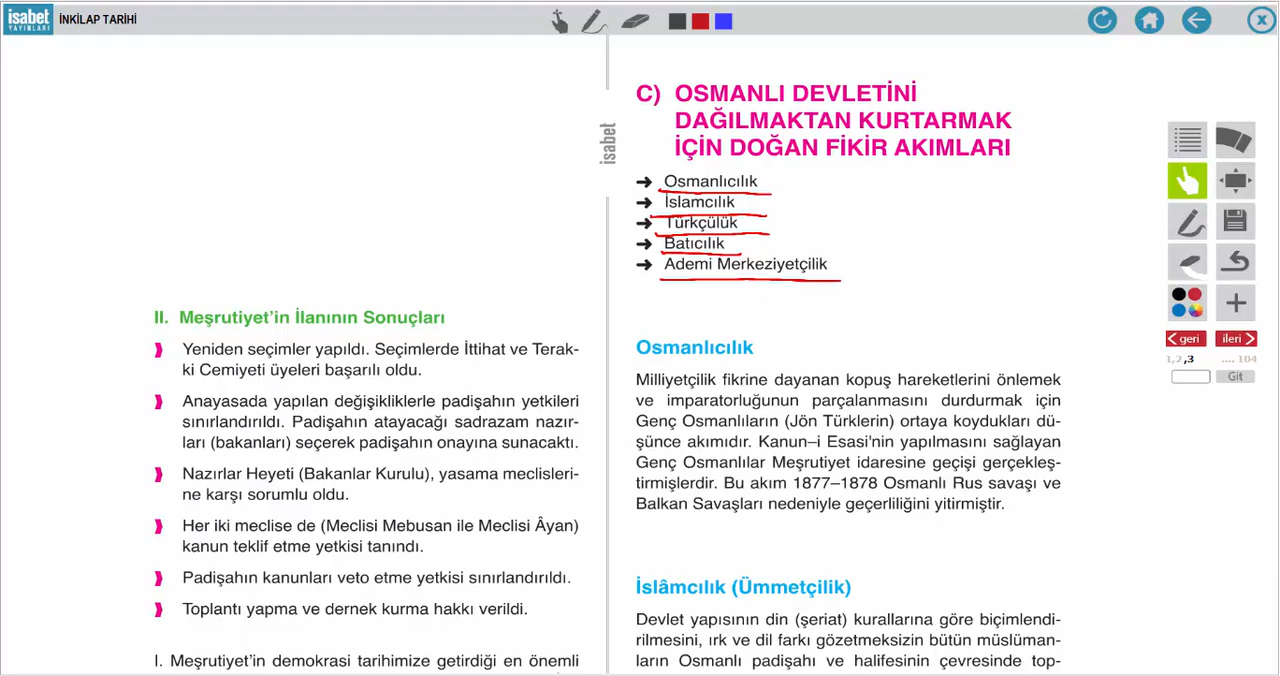 isabet
YAYINLARI
İNKİLAP TARİHİ
II. Meşrutiyet’in İlanının Sonuçları
Yeniden seçimler yapıldı. Seçimlerde İttihat ve Terak-
ki Cemiyeti üyeleri başarılı oldu.
Anayasada yapılan değişikliklerle padişahın yetkileri
sınırlandırıldı. Padişahın atayacağı sadrazam nazır-
ları (bakanları) seçerek padişahın onayına sunacaktı.
Nazırlar Heyeti (Bakanlar Kurulu), yasama meclisleri-
ne karşı sorumlu oldu.
Her iki meclise de (Meclisi Mebusan ile Meclisi Âyan)
kanun teklif etme yetkisi tanındı.
Padişahın kanunları veto etme yetkisi sınırlandırıldı.
Toplantı yapma ve dernek kurma hakkı verildi.
I. Meşrutiyet’in demokrasi tarihimize getirdiği en önemli
isabet
C) OSMANLI DEVLETİNİ
DAĞILMAKTAN KURTARMAK
İÇİN DOĞAN FİKİR AKIMLARI
➔ Osmanlıcılık
➔ İslamcılık
➔ Türkçülük
➔ Batıcılık
➔ Ademi Merkeziyetçilik
Osmanlıcılık
Milliyetçilik fikrine dayanan kopuş hareketlerini önlemek
ve imparatorluğunun parçalanmasını durdurmak için
Genç Osmanlıların (Jön Türklerin) ortaya koydukları dü-
şünce akımıdır. Kanun–i Esasi'nin yapılmasını sağlayan
Genç Osmanlılar Meşrutiyet idaresine geçişi gerçekleş-
tirmişlerdir. Bu akım 1877–1878 Osmanlı Rus savaşı ve
Balkan Savaşları nedeniyle geçerliliğini yitirmiştir.
İslâmcılık (Ümmetçilik)
Devlet yapısının din (şeriat) kurallarına göre biçimlendi-
rilmesini, ırk ve dil farkı gözetmeksizin bütün müslüman-
ların Osmanlı padişahı ve halifesinin çevresinde top-
geri ileri
1,2,3 .... 104
Git